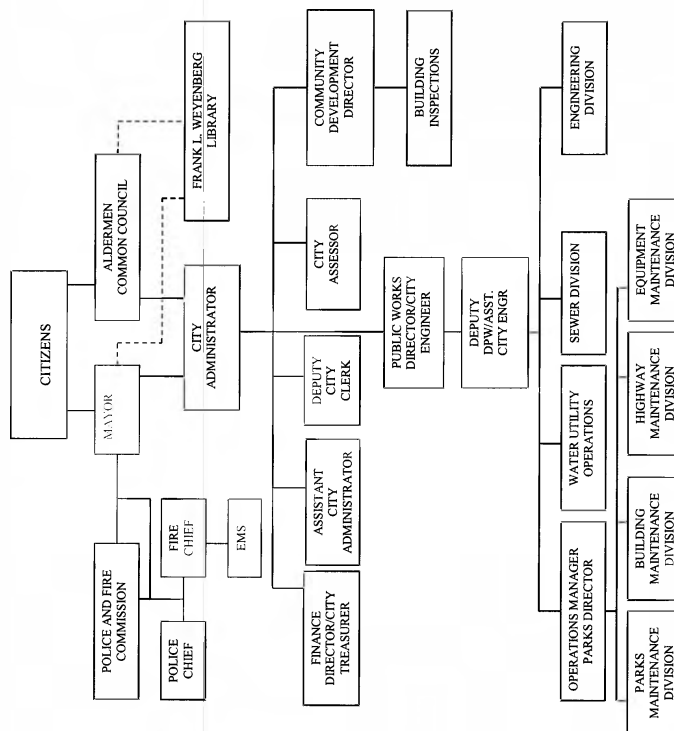 CITIZENS
MAYOR
ALDERMEN
COMMON COUNCIL
POLICE AND FIRE
COMMISSION
POLICE
CHIEF
FIRE
CHIEF
EMS
CITY
ADMINISTRATOR
FRANK L. WEYENBERG
LIBRARY
FINANCE
DIRECTOR/CITY
TREASURER
ASSISTANT
CITY
ADMINISTRATOR
DEPUTY
CITY
CLERK
CITY
ASSESSOR
COMMUNITY
DEVELOPMENT
DIRECTOR
BUILDING
INSPECTIONS
PUBLIC WORKS
DIRECTOR/CITY
ENGINEER
DEPUTY
DPW/ASST.
CITY ENGR
OPERATIONS MANAGER
PARKS DIRECTOR
WATER UTILITY
OPERATIONS
SEWER DIVISION
ENGINEERING
DIVISION
PARKS
MAINTENANCE
DIVISION
BUILDING
MAINTENANCE
DIVISION
HIGHWAY
MAINTENANCE
DIVISION
EQUIPMENT
MAINTENANCE
DIVISION